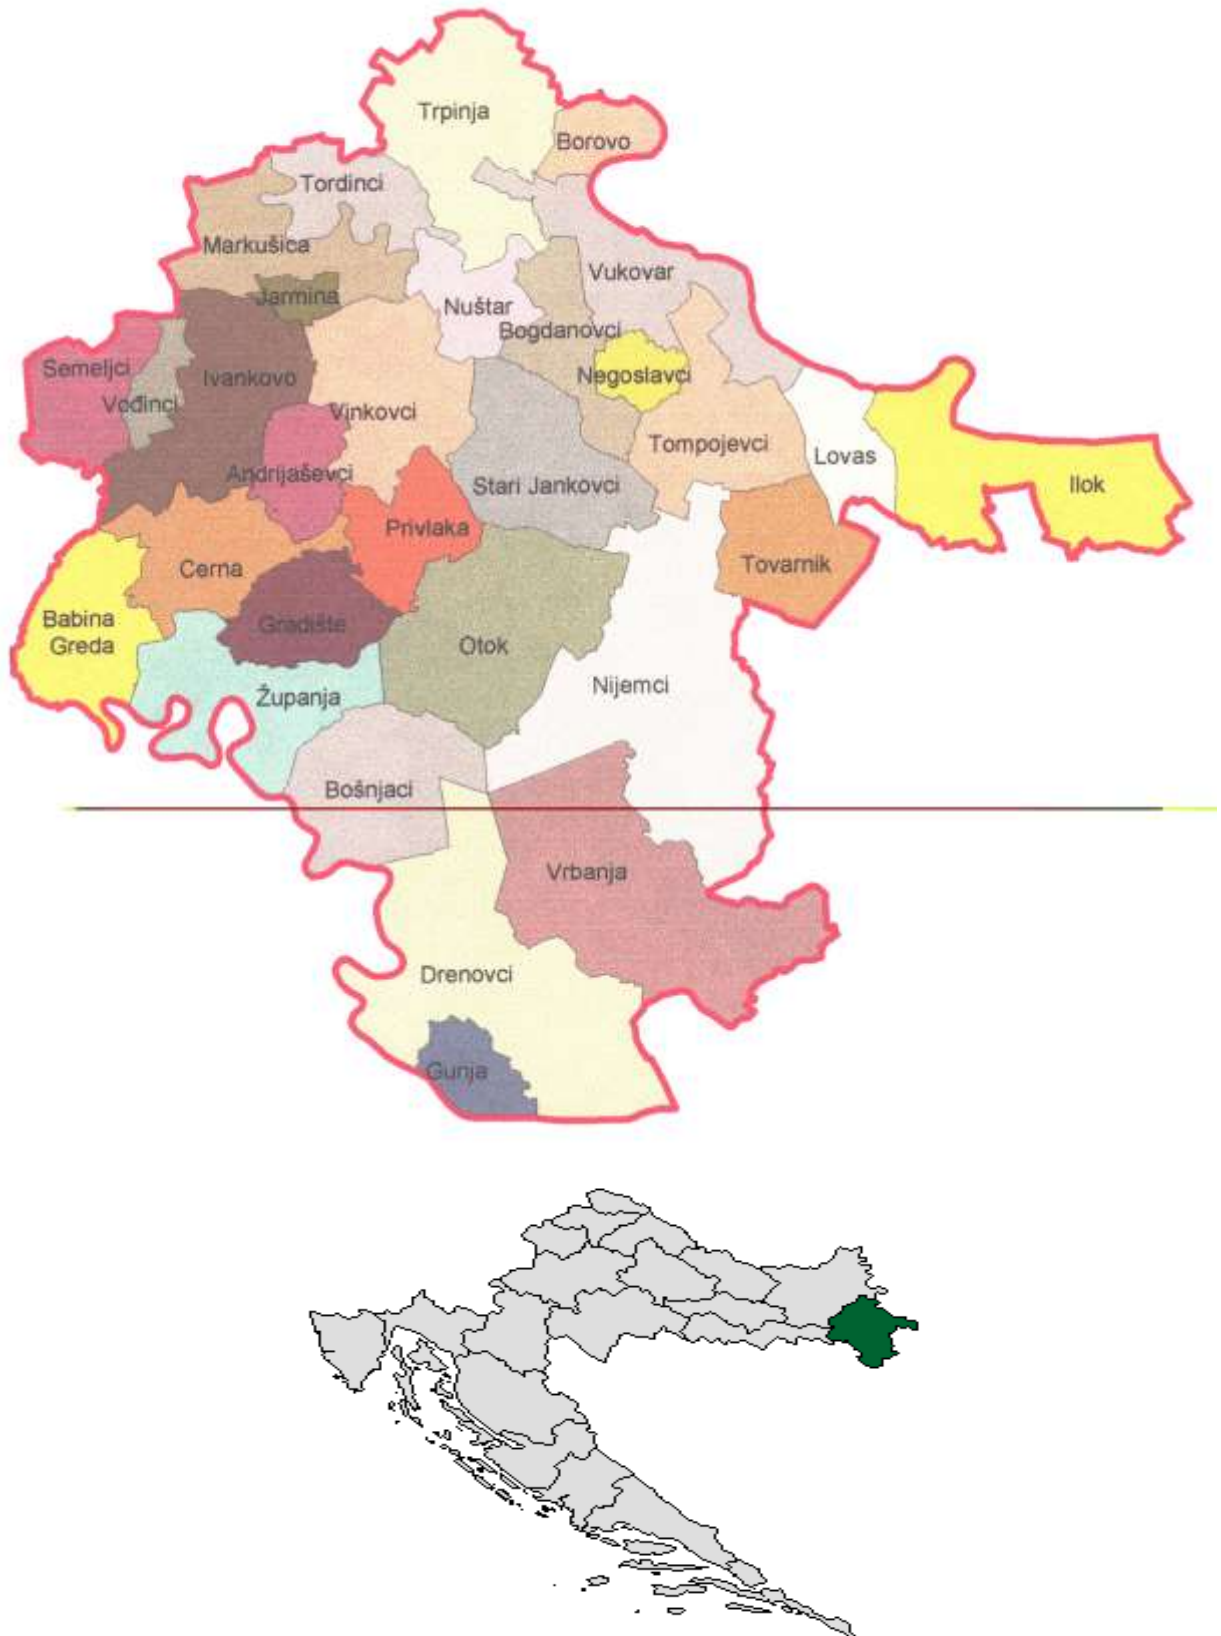 Trpinja
Borovo
Tordinci
Markušica
Vukovar
Jarmina
Nuštar
Bogdanovci
Semeljci
Ivankovo
Negoslavci
Vođinci
Vinkovci
Tompojevci
Lovas
Andrijaševci
Stari Jankovci
Ilok
Privlaka
Cerna
Tovarnik
Babina
Greda
Gradište
Otok
Županja
Nijemci
Bošnjaci
Vrbanja
Drenovci
Gunja